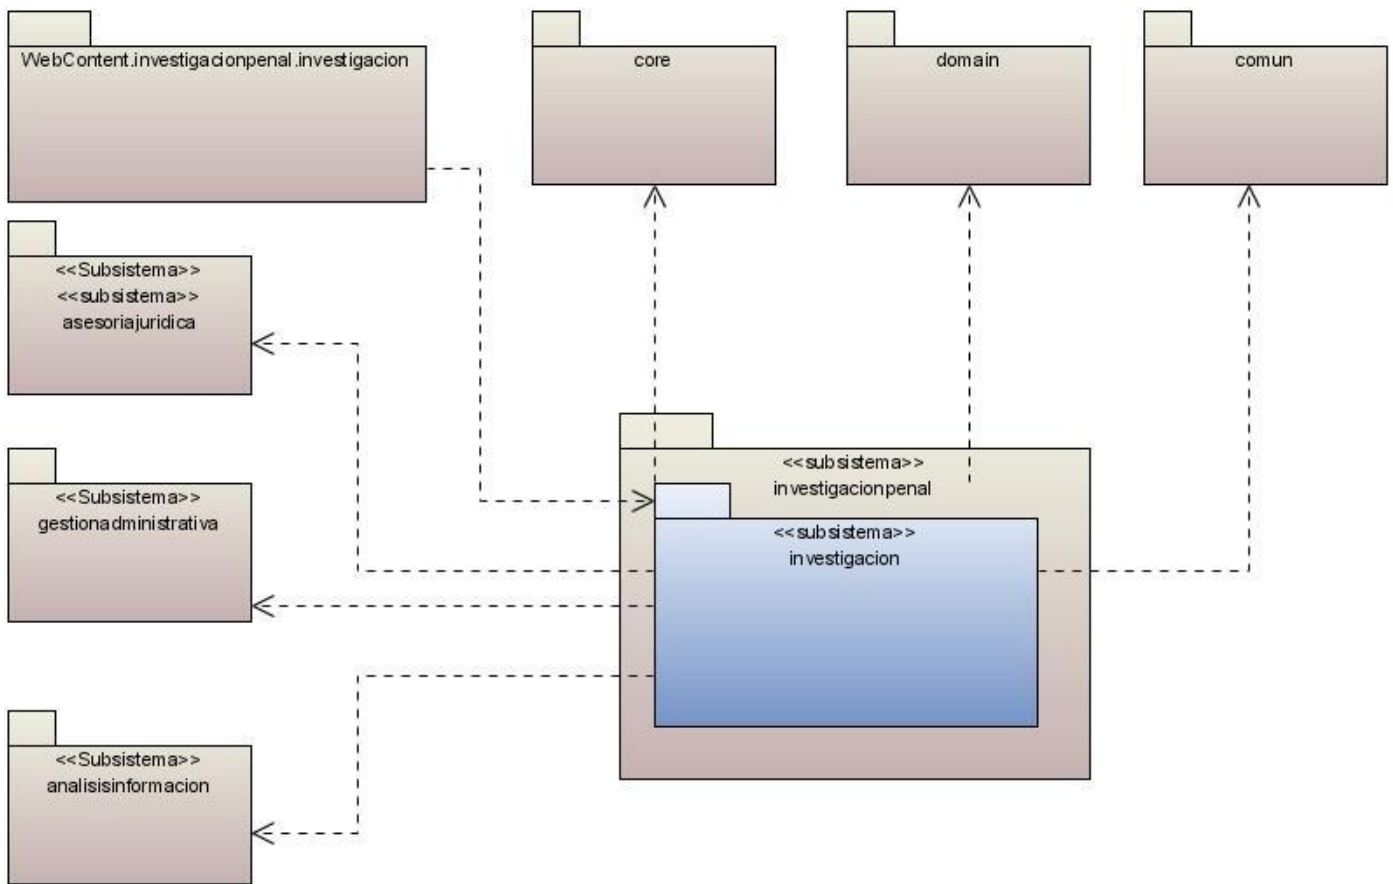 WebContent.investigacionpenal.investigacion
core
domain
comun
<<Subsistema>>
<<subsistema>>
asesoriajuridica
<<Subsistema>>
gestionadministrativa
<<subsistema>>
investigacionpenal
<<subsistema>>
investigacion
<<Subsistema>>
analisisinformacion